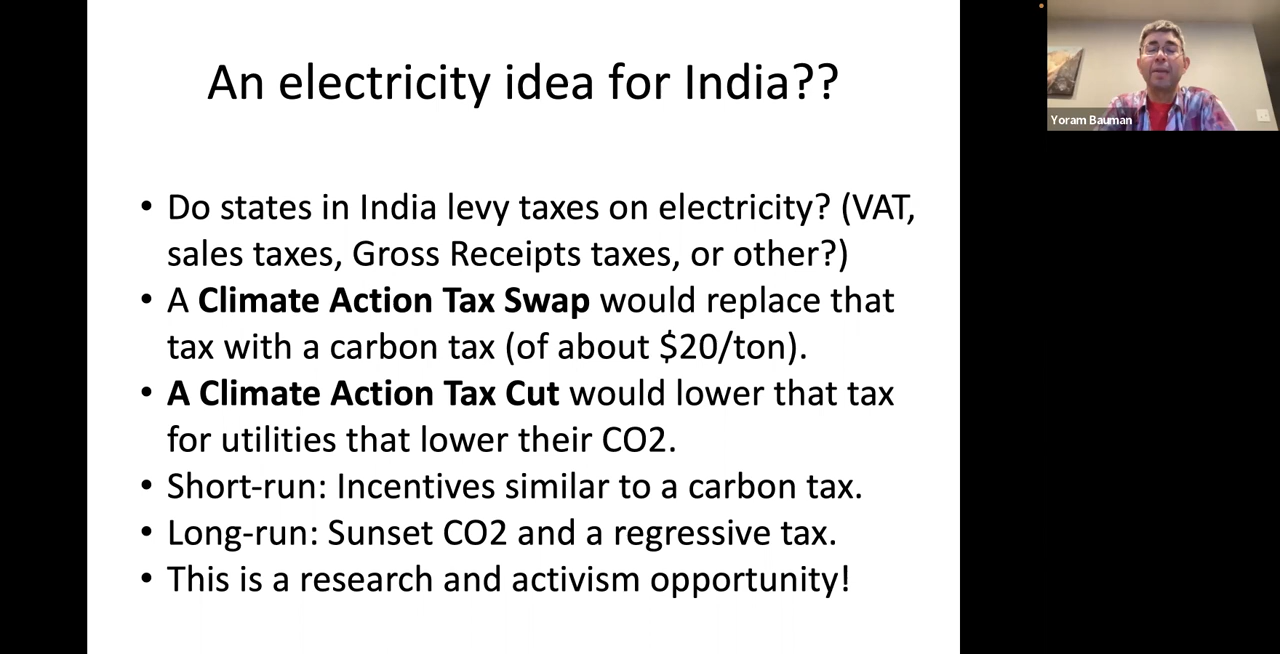 An electricity idea for India??
• Do states in India levy taxes on electricity? (VAT,
sales taxes, Gross Receipts taxes, or other?)
• A Climate Action Tax Swap would replace that
tax with a carbon tax (of about $20/ton).
• A Climate Action Tax Cut would lower that tax
for utilities that lower their CO2.
• Short-run: Incentives similar to a carbon tax.
• Long-run: Sunset CO2 and a regressive tax.
• This is a research and activism opportunity!
Yoram Bauman